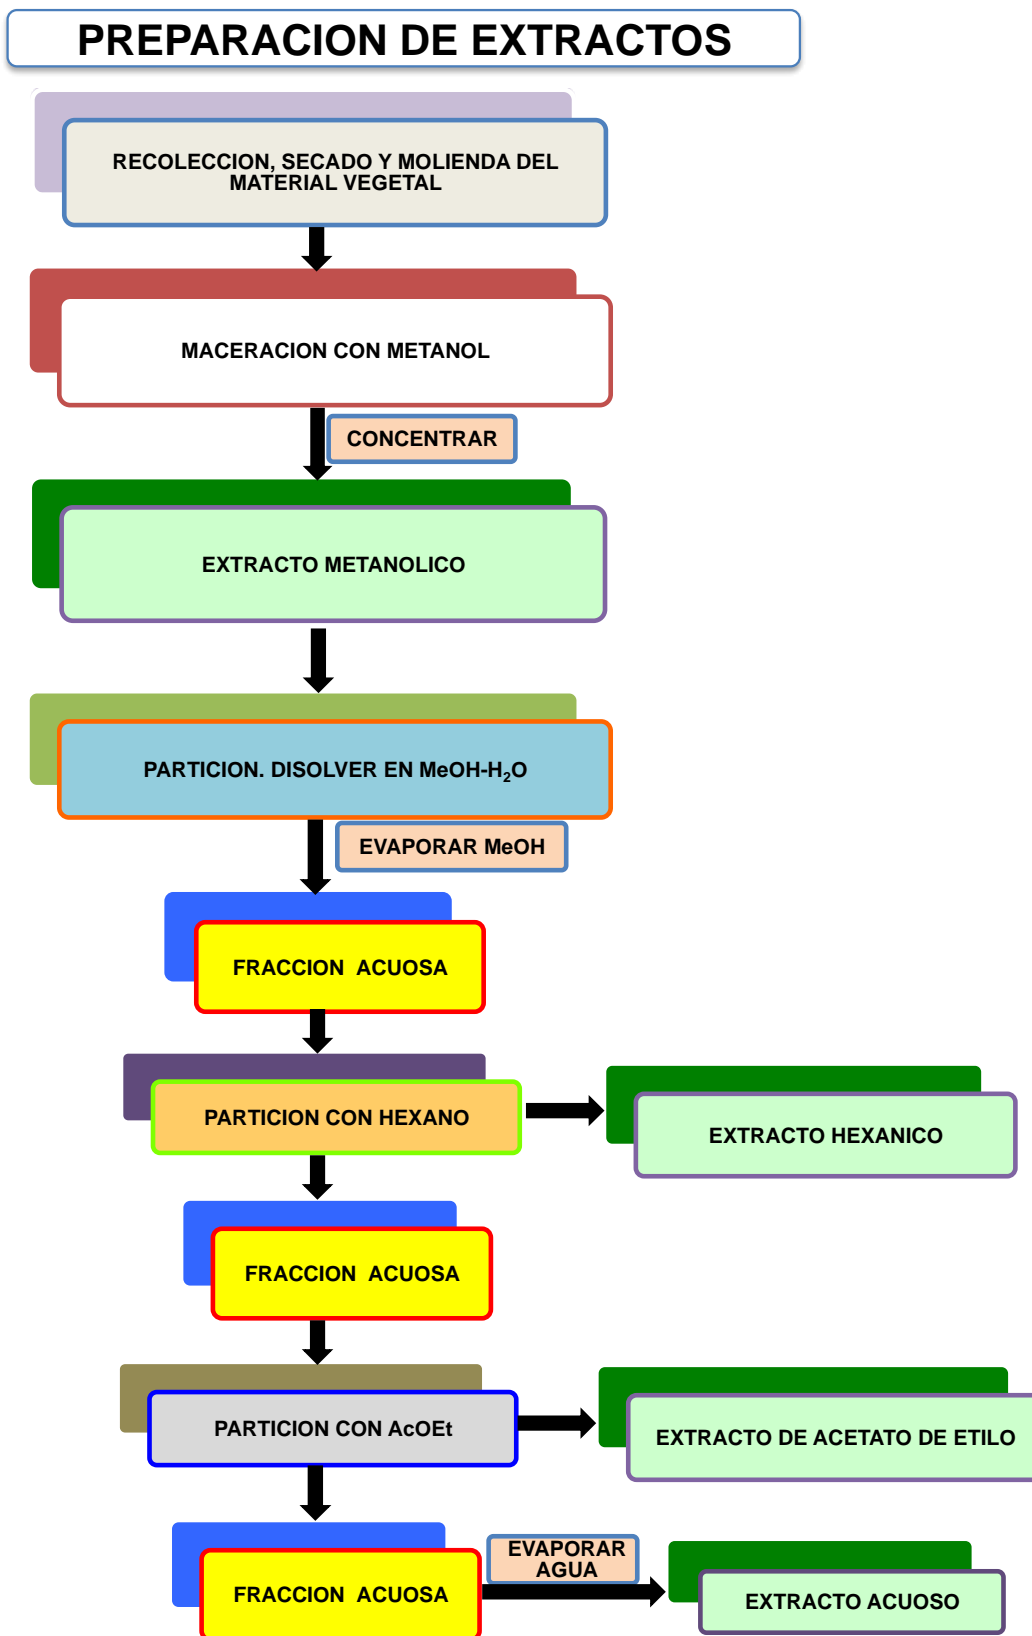 PREPARACION DE EXTRACTOS
RECOLECCION, SECADO Y MOLIENDA DEL
MATERIAL VEGETAL
MACERACION CON METANOL
CONCENTRAR
EXTRACTO METANOLICO
PARTICION. DISOLVER EN MeOH-H₂O
EVAPORAR MeOH
FRACCION ACUOSA
PARTICION CON HEXANO
EXTRACTO HEXANICO
FRACCION ACUOSA
PARTICION CON AcOEt
EXTRACTO DE ACETATO DE ETILO
FRACCION ACUOSA
EVAPORAR
AGUA
EXTRACTO ACUOSO